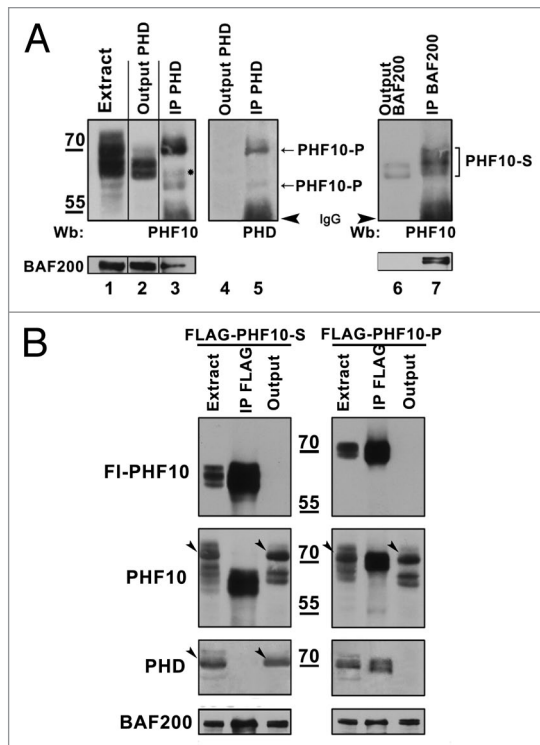 A
Extract
Output PHD
IP PHD
Output PHD
IP PHD
Output BAF200
IP BAF200
70
55
PHF10-P
PHF10-P
PHF10-S
IgG
Wb: PHF10 PHD Wb: PHF10
BAF200
1 2 3 4 5 6 7
B
FLAG-PHF10-S FLAG-PHF10-P
Extract
IP FLAG
Output
Extract
IP FLAG
Output
FI-PHF10
70
55
PHF10
70
55
PHD
70
BAF200